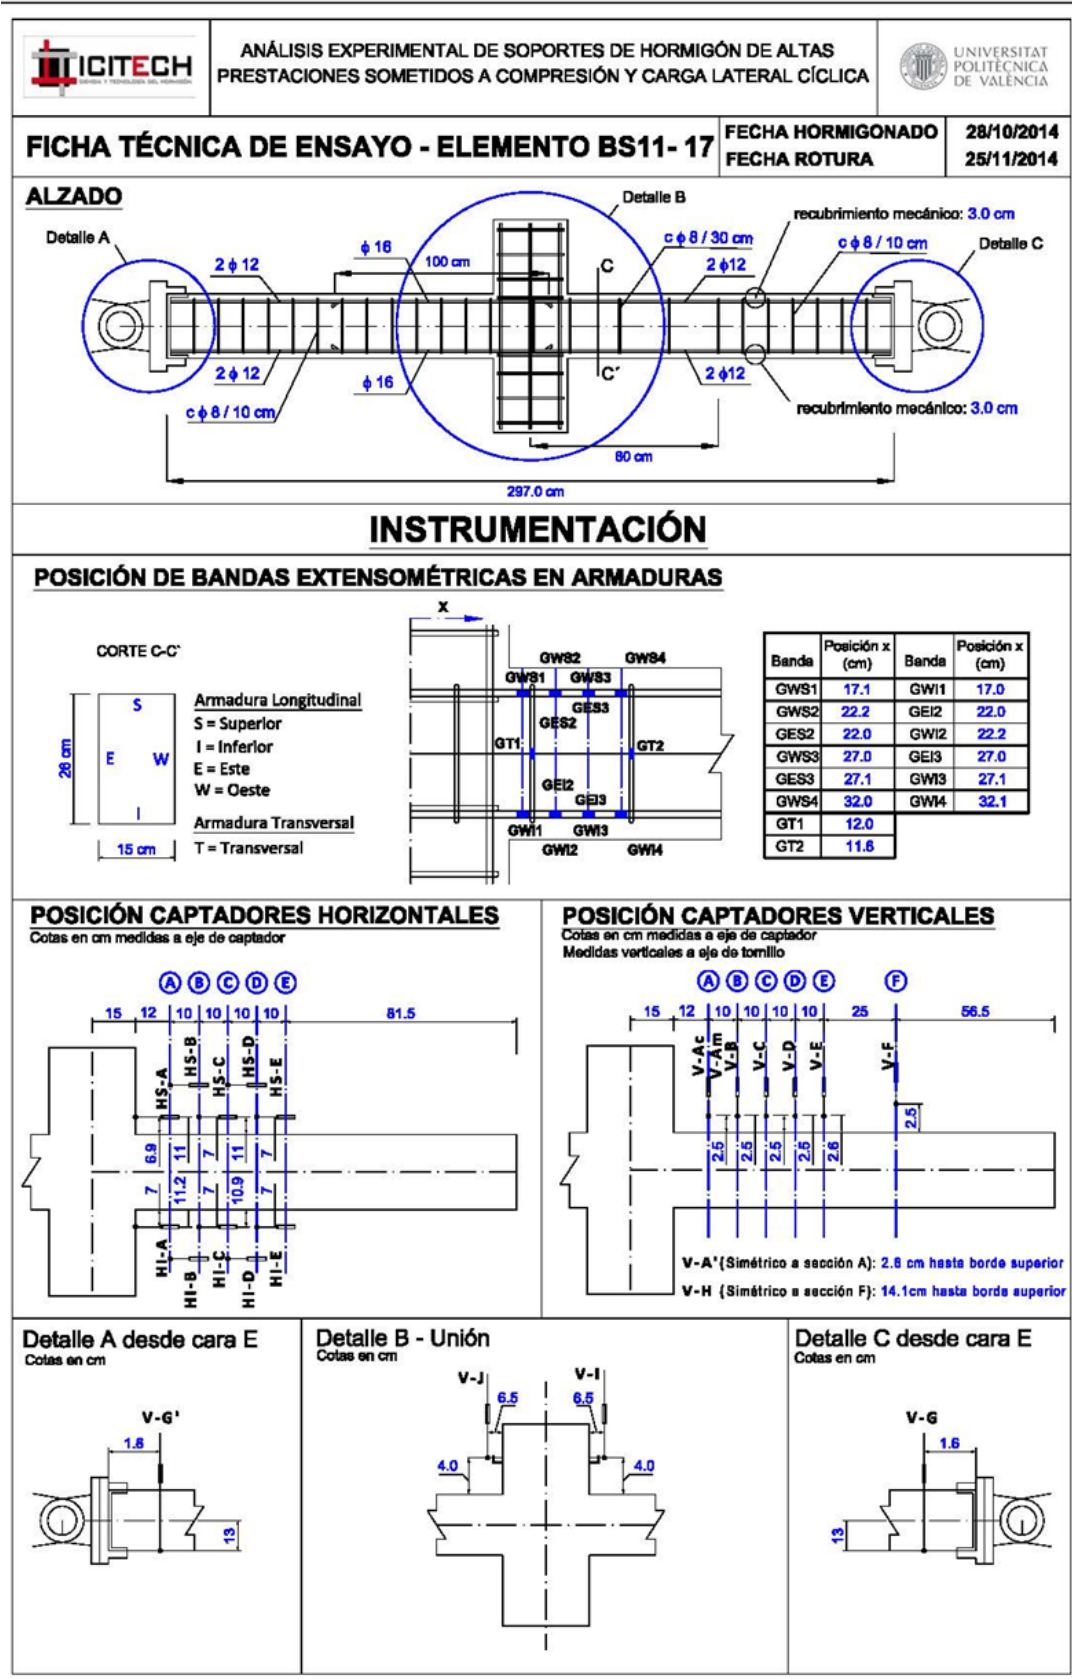 ICITECH
ANÁLISIS EXPERIMENTAL DE SOPORTES DE HORMIGÓN DE ALTAS
PRESTACIONES SOMETIDOS A COMPRESIÓN Y CARGA LATERAL CÍCLICA
UNIVERSITAT
POLITÈCNICA
DE VALÈNCIA
FICHA TÉCNICA DE ENSAYO - ELEMENTO BS11- 17
FECHA HORMIGONADO 28/10/2014
FECHA ROTURA 25/11/2014
ALZADO
Detalle B
recubrimiento mecánico: 3.0 cm
Detalle A
ϕ 16
100 cm
c ϕ 8 / 30 cm
c ϕ 8 / 10 cm
Detalle C
2 ϕ 12
C
2 ϕ12
2 ϕ 12
ϕ 16
C´
2 ϕ12
c ϕ 8 / 10 cm
recubrimiento mecánico: 3.0 cm
80 cm
297.0 cm
INSTRUMENTACIÓN
POSICIÓN DE BANDAS EXTENSOMÉTRICAS EN ARMADURAS
CORTE C-C'
S
E W
I
26 cm
15 cm
Armadura Longitudinal
S = Superior
I = Inferior
E = Este
W = Oeste
Armadura Transversal
T = Transversal
X
GWS2 GWS4
GWS1 GWS3
GES3
GES2
GT1 GT2
GEI2
GEI3
GWI1 GWI3
GWI2 GWI4
Banda Posición x (cm) Banda Posición x (cm)
GWS1 17.1 GWI1 17.0
GWS2 22.2 GEI2 22.0
GES2 22.0 GWI2 22.2
GWS3 27.0 GEI3 27.0
GES3 27.1 GWI3 27.1
GWS4 32.0 GWI4 32.1
GT1 12.0
GT2 11.6
POSICIÓN CAPTADORES HORIZONTALES
Cotas en cm medidas a eje de captador
A B C D E
15 12 10 10 10 10 81.5
HS-A HS-B HS-C HS-D HS-E
6.9 11 7 11 7
7 11.2 7 10.9 7
HI-A HI-B HI-C HI-D HI-E
POSICIÓN CAPTADORES VERTICALES
Cotas en cm medidas a eje de captador
Medidas verticales a eje de tornillo
A B C D E F
15 12 10 10 10 10 25 56.5
V-Ac V-Am V-B V-C V-D V-E V-F
2.5 2.5 2.5 2.5 2.6 2.5
V-A'(Simétrico a sección A): 2.6 cm hasta borde superior
V-H (Simétrico a sección F): 14.1cm hasta borde superior
Detalle A desde cara E
Cotas en cm
V-G'
1.6
13
Detalle B - Unión
Cotas en cm
V-J V-I
6.5 6.5
4.0 4.0
Detalle C desde cara E
Cotas en cm
V-G
1.6
13